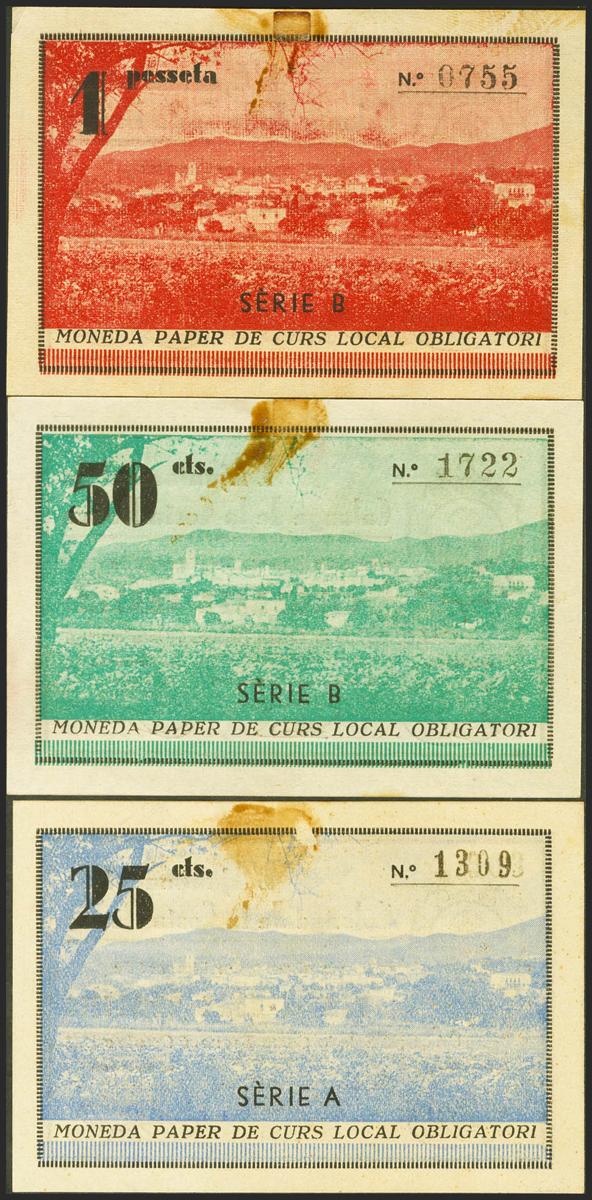 1 pesseta
N.º 0755
SÈRIE B
MONEDA PAPER DE CURS LOCAL OBLIGATORI
50 cts.
N.º 1722
SÈRIE B
MONEDA PAPER DE CURS LOCAL OBLIGATORI
25 cts.
N.º 1309
SÈRIE A
MONEDA PAPER DE CURS LOCAL OBLIGATORI